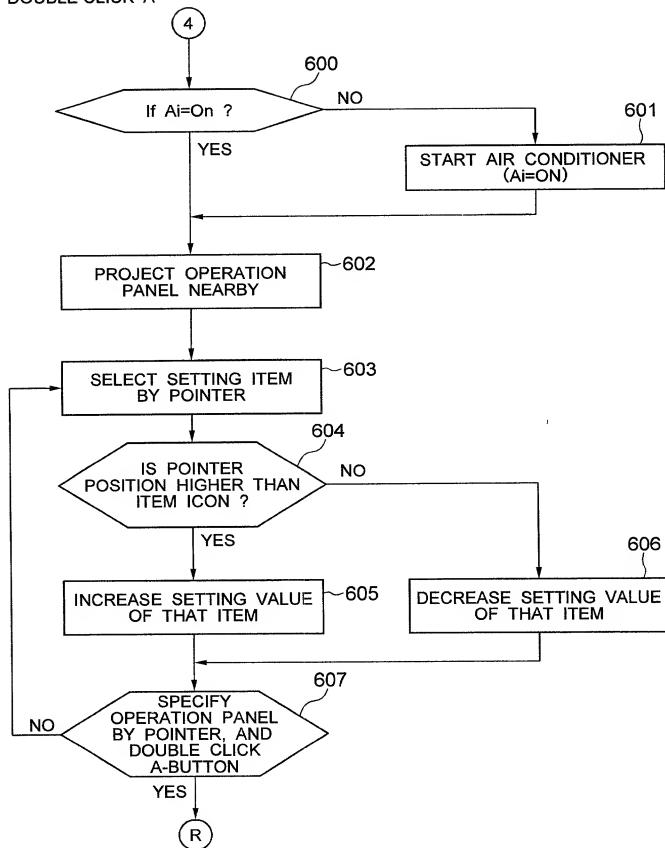 DOUBLE CLICK A
4
600
If Ai=On ?
NO
601
YES
START AIR CONDITIONER
(Ai=ON)
602
PROJECT OPERATION
PANEL NEARBY
603
SELECT SETTING ITEM
BY POINTER
604
IS POINTER
POSITION HIGHER THAN
ITEM ICON ?
NO
YES
606
INCREASE SETTING VALUE
OF THAT ITEM
605
DECREASE SETTING VALUE
OF THAT ITEM
607
NO
SPECIFY
OPERATION PANEL
BY POINTER, AND
DOUBLE CLICK
A-BUTTON
YES
R